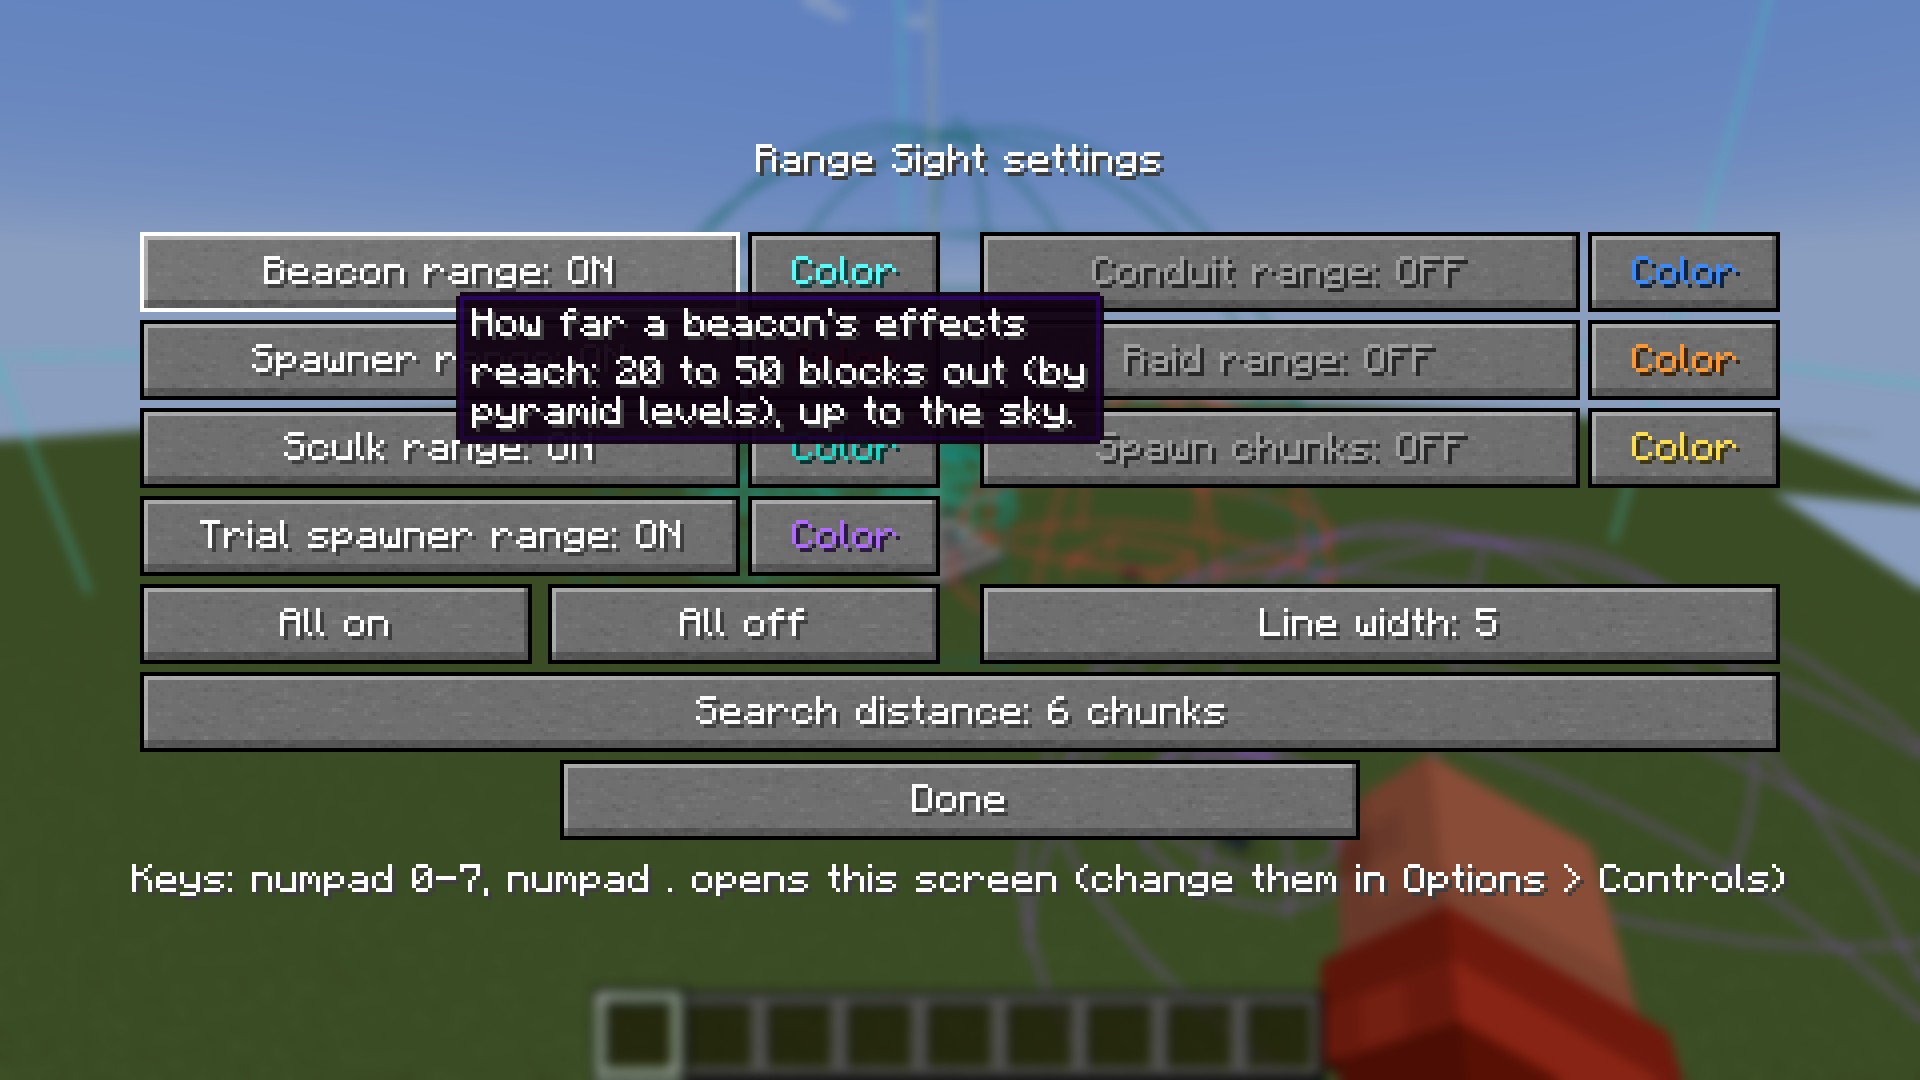 Range Sight settings
Beacon range: ON
Color
Conduit range: OFF
Color
How far a beacon's effects
reach: 20 to 50 blocks out (by
pyramid levels), up to the sky.
Spawner
Raid range: OFF
Color
Sculk range: ON
Color
Spawn chunks: OFF
Color
Trial spawner range: ON
Color
All on
All off
Line width: 5
Search distance: 6 chunks
Done
Keys: numpad 0-7, numpad . opens this screen (change them in Options > Controls)